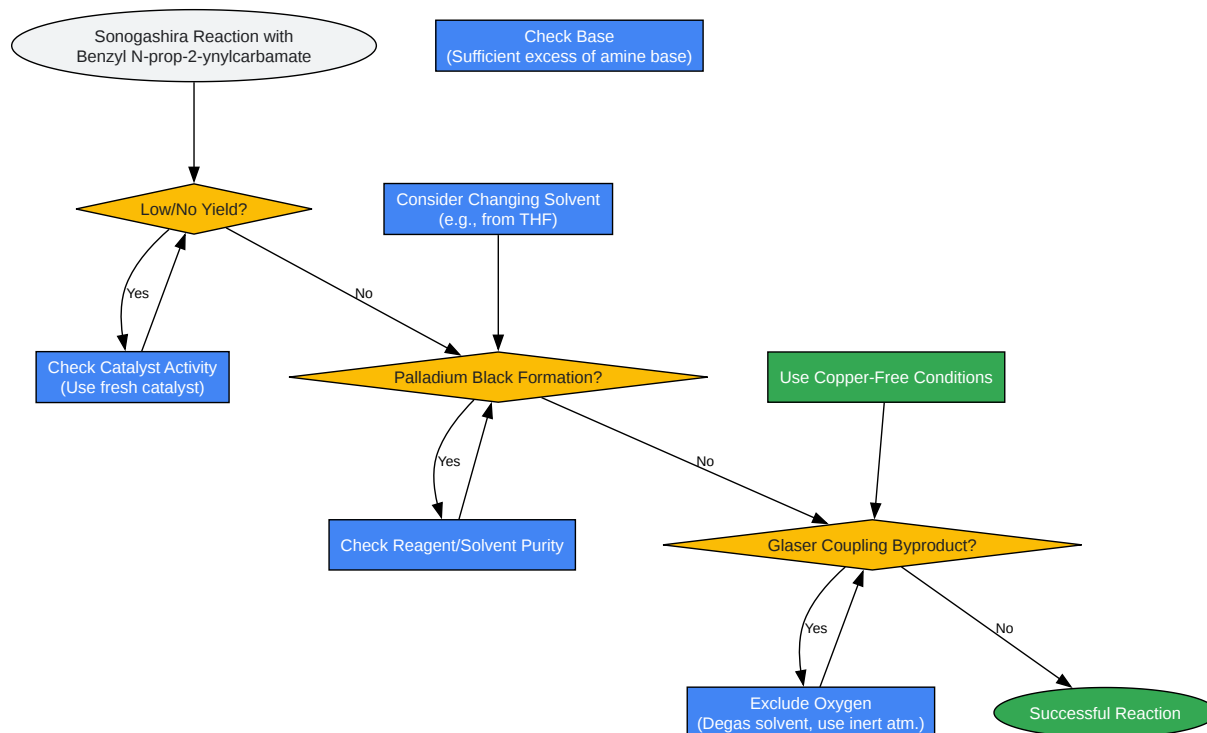 Sonogashira Reaction with
Benzyl N-prop-2-ynylcarbamate
Check Base
(Sufficient excess of amine base)
Low/No Yield?
Consider Changing Solvent
(e.g., from THF)
Yes
No
Check Catalyst Activity
(Use fresh catalyst)
Palladium Black Formation?
Use Copper-Free Conditions
Yes
No
Check Reagent/Solvent Purity
Glaser Coupling Byproduct?
Yes
No
Exclude Oxygen
(Degas solvent, use inert atm.)
Successful Reaction